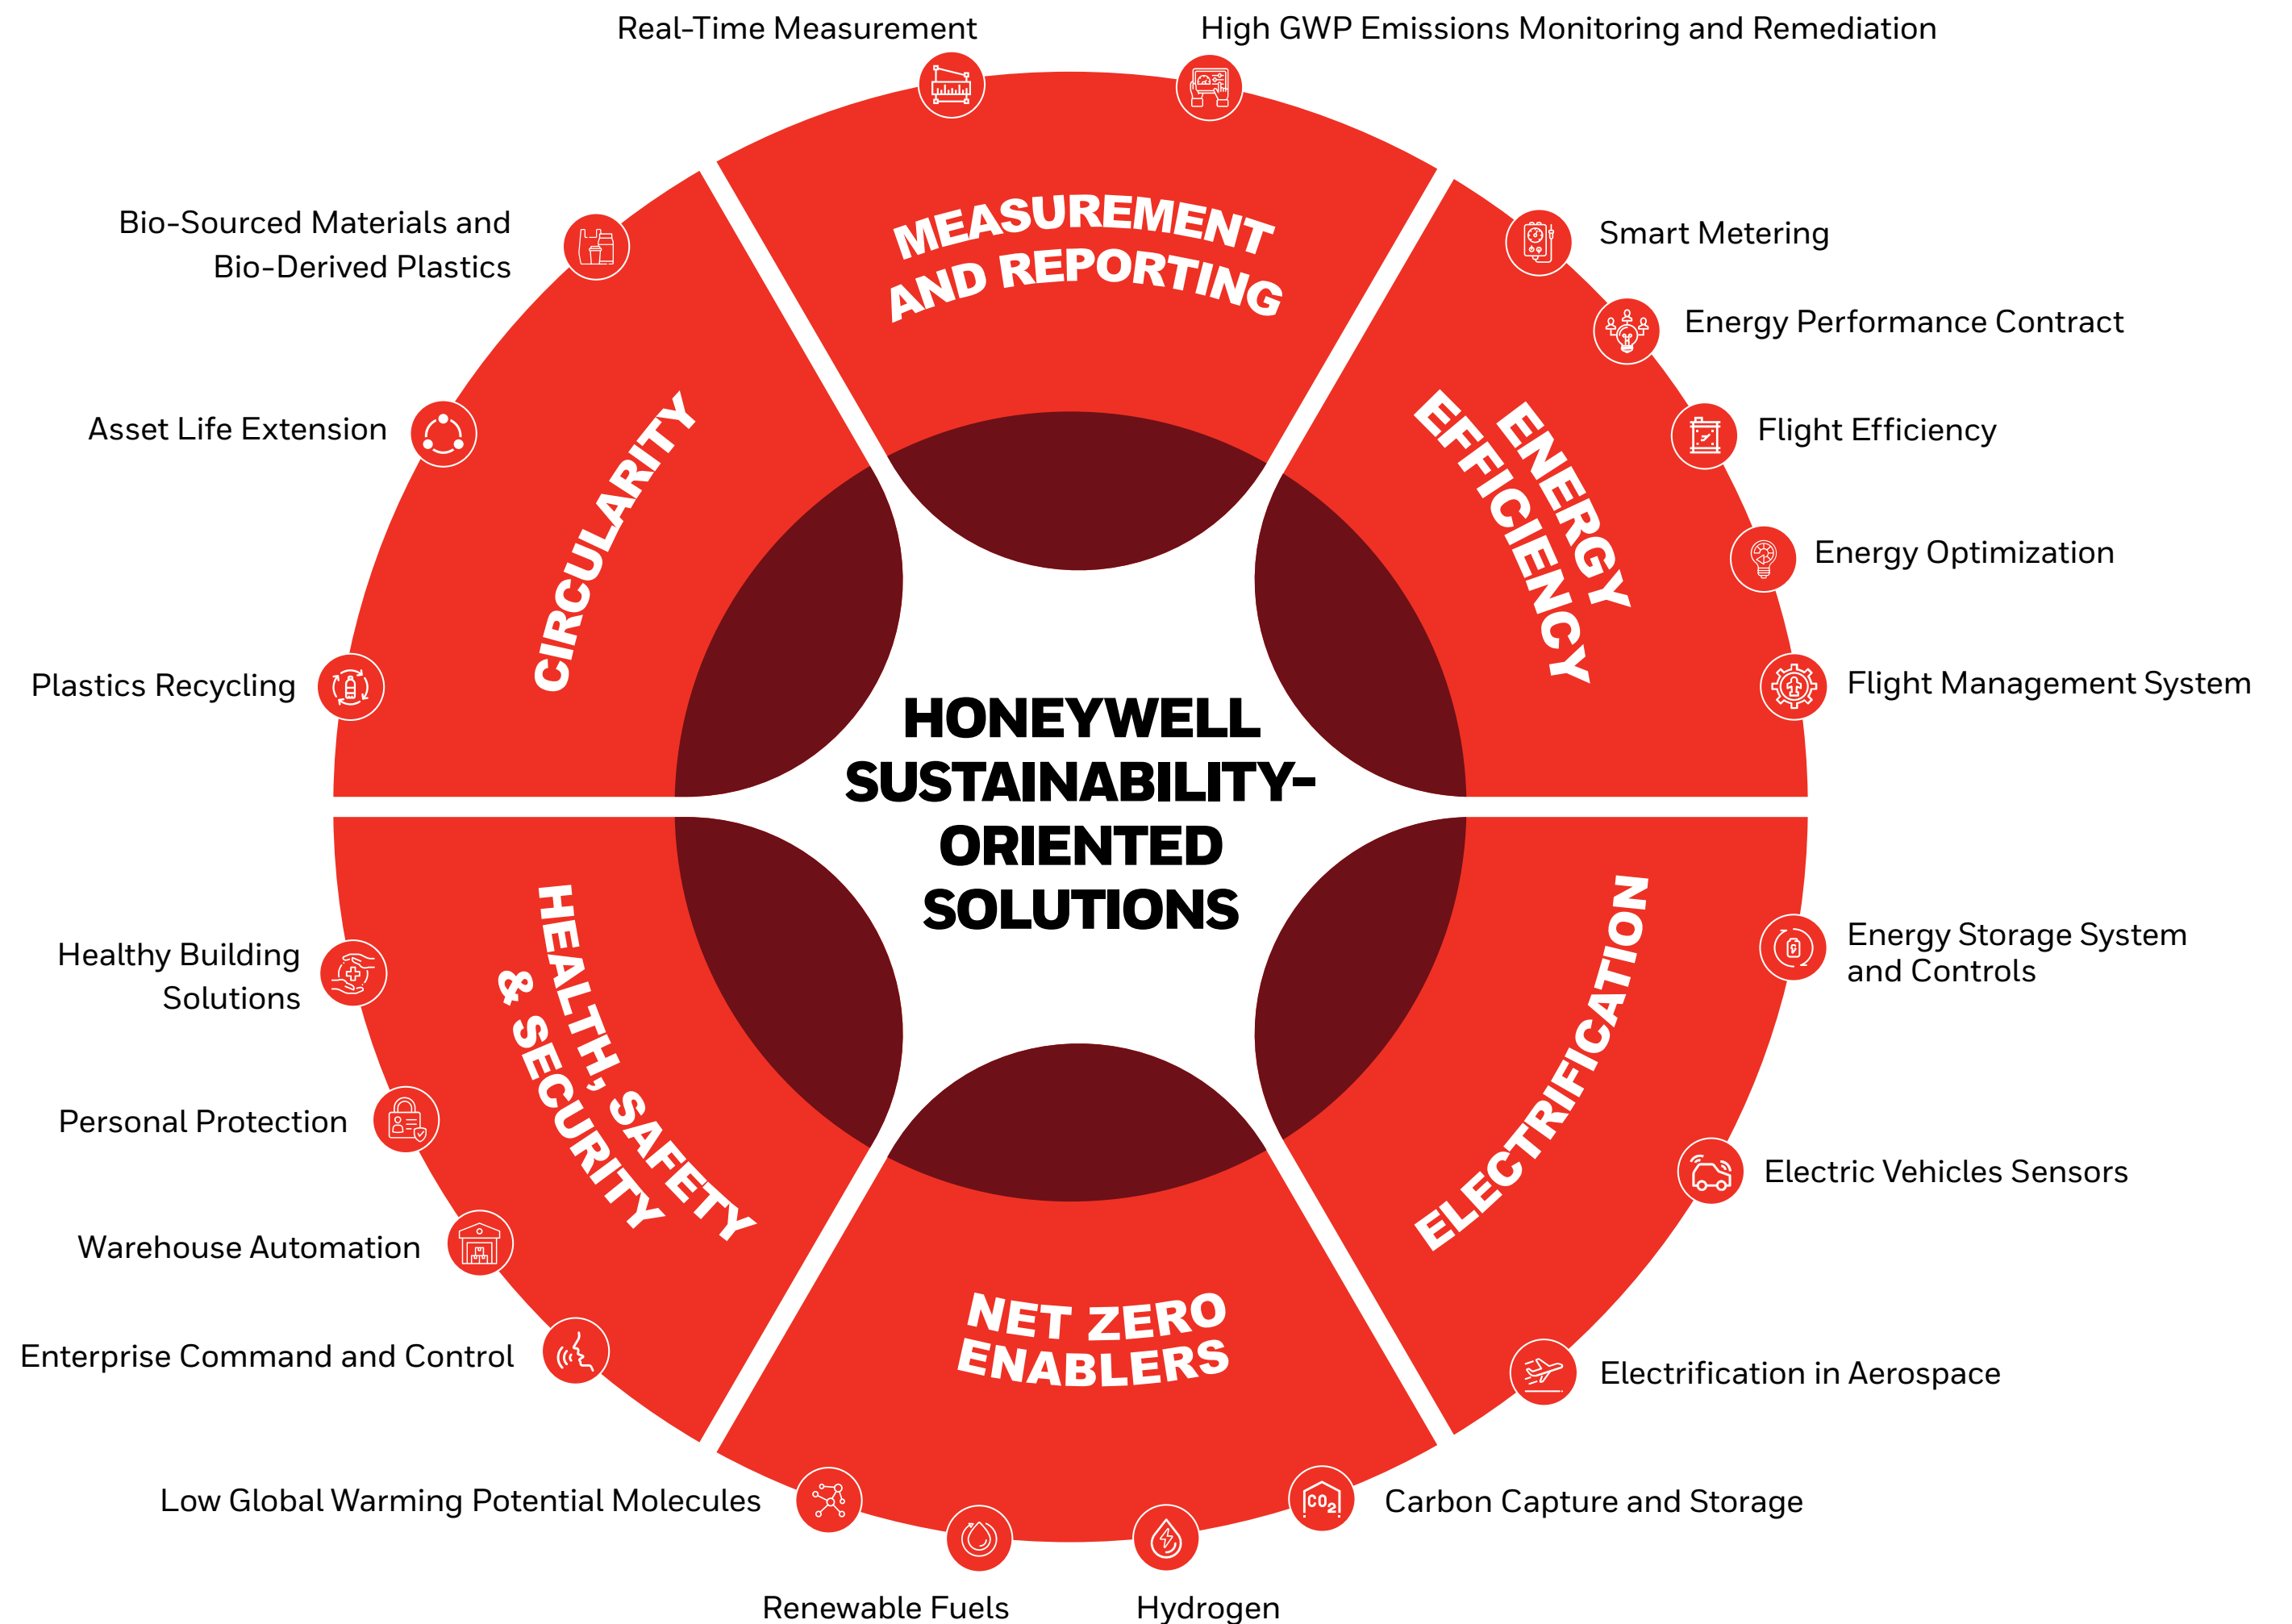 Real-Time Measurement
High GWP Emissions Monitoring and Remediation
MEASUREMENT
AND REPORTING
Smart Metering
Energy Performance Contract
Flight Efficiency
Energy Optimization
Flight Management System
ENERGY
EFFICIENCY
Energy Storage System
and Controls
Electric Vehicles Sensors
Electrification in Aerospace
ELECTRIFICATION
Carbon Capture and Storage
CO2
Hydrogen
Renewable Fuels
Low Global Warming Potential Molecules
NET ZERO
ENABLERS
Enterprise Command and Control
Warehouse Automation
Personal Protection
Healthy Building
Solutions
HEALTH, SAFETY
& SECURITY
Plastics Recycling
Asset Life Extension
Bio-Sourced Materials and
Bio-Derived Plastics
CIRCULARITY
HONEYWELL
SUSTAINABILITY-
ORIENTED
SOLUTIONS